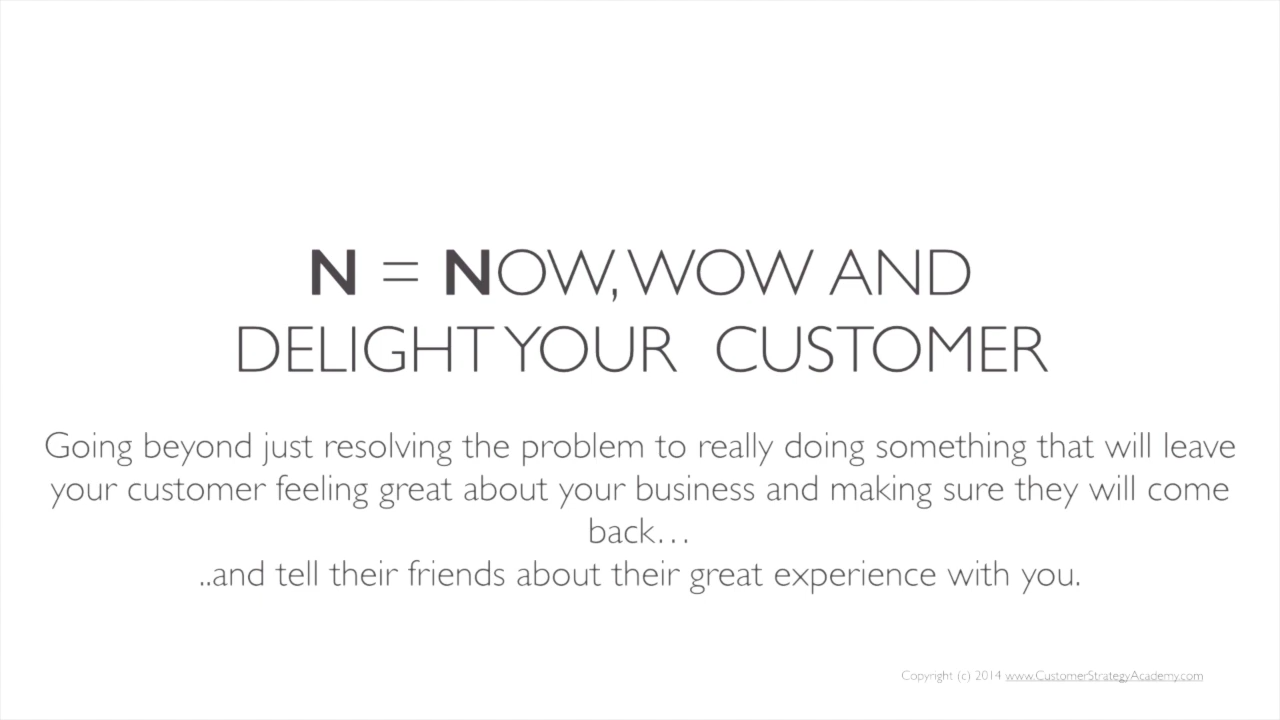 N = NOW, WOW AND
DELIGHT YOUR CUSTOMER
Going beyond just resolving the problem to really doing something that will leave
your customer feeling great about your business and making sure they will come
back…
..and tell their friends about their great experience with you.
Copyright (c) 2014 www.CustomerStrategyAcademy.com